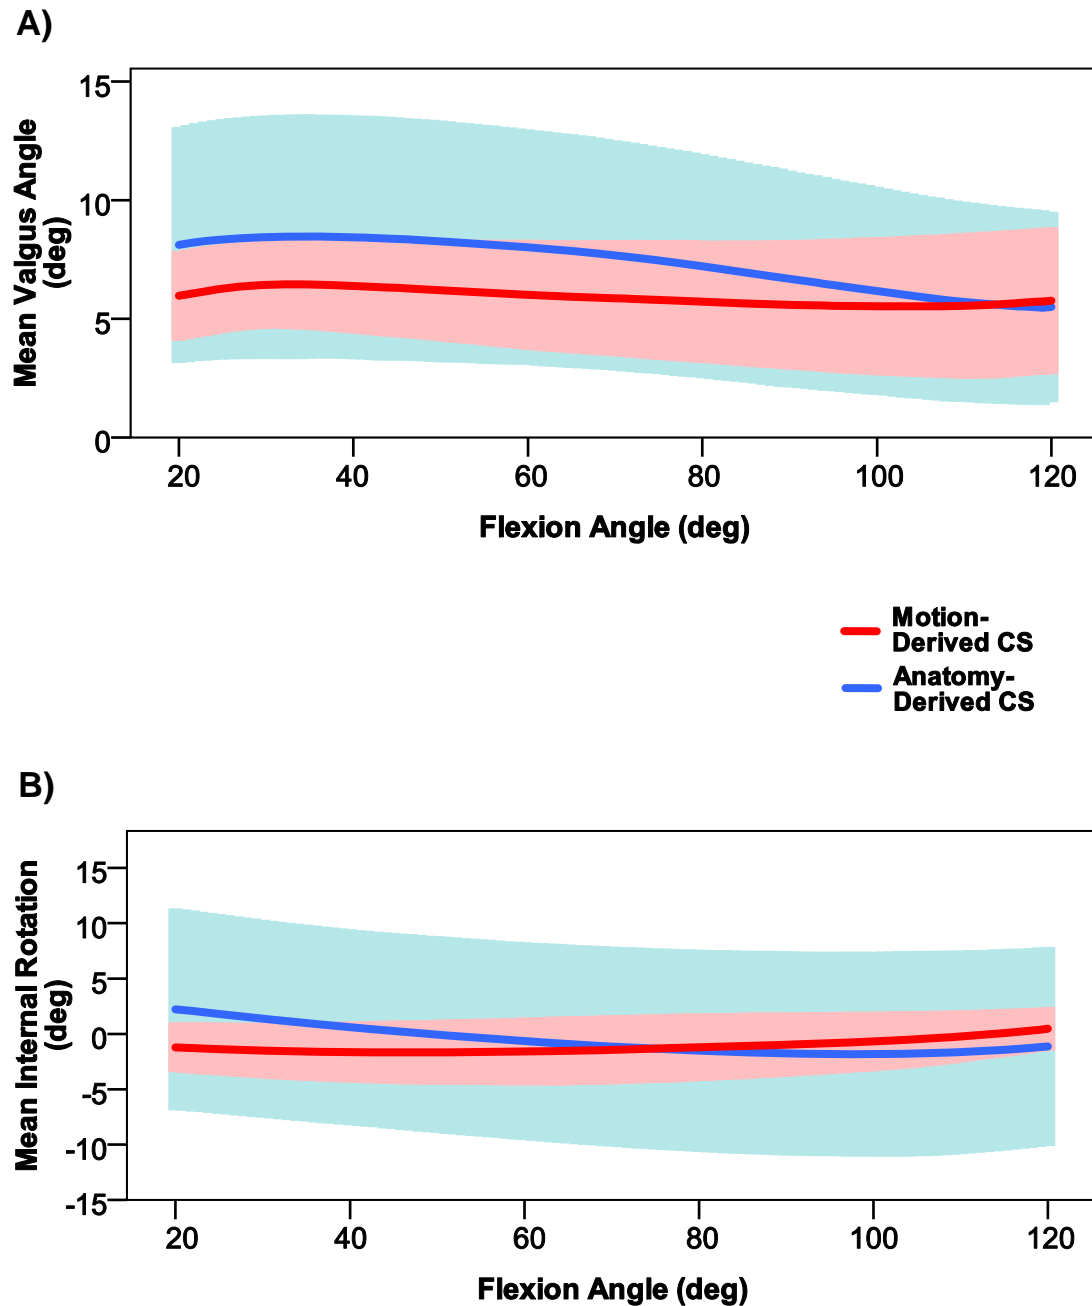 A)
Mean Valgus Angle
(deg)
15
10
5
0
20 40 60 80 100 120
Flexion Angle (deg)
Motion-
Derived CS
Anatomy-
Derived CS
B)
Mean Internal Rotation
(deg)
15
10
5
0
-5
-10
-15
20 40 60 80 100 120
Flexion Angle (deg)